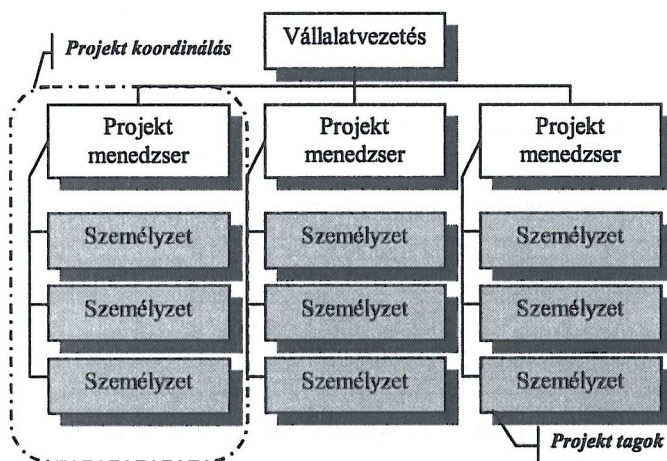 Projekt koordinálás
Vállalatvezetés
Projekt
menedzser
Projekt
menedzser
Projekt
menedzser
Személyzet
Személyzet
Személyzet
Személyzet
Személyzet
Személyzet
Személyzet
Személyzet
Személyzet
Projekt tagok